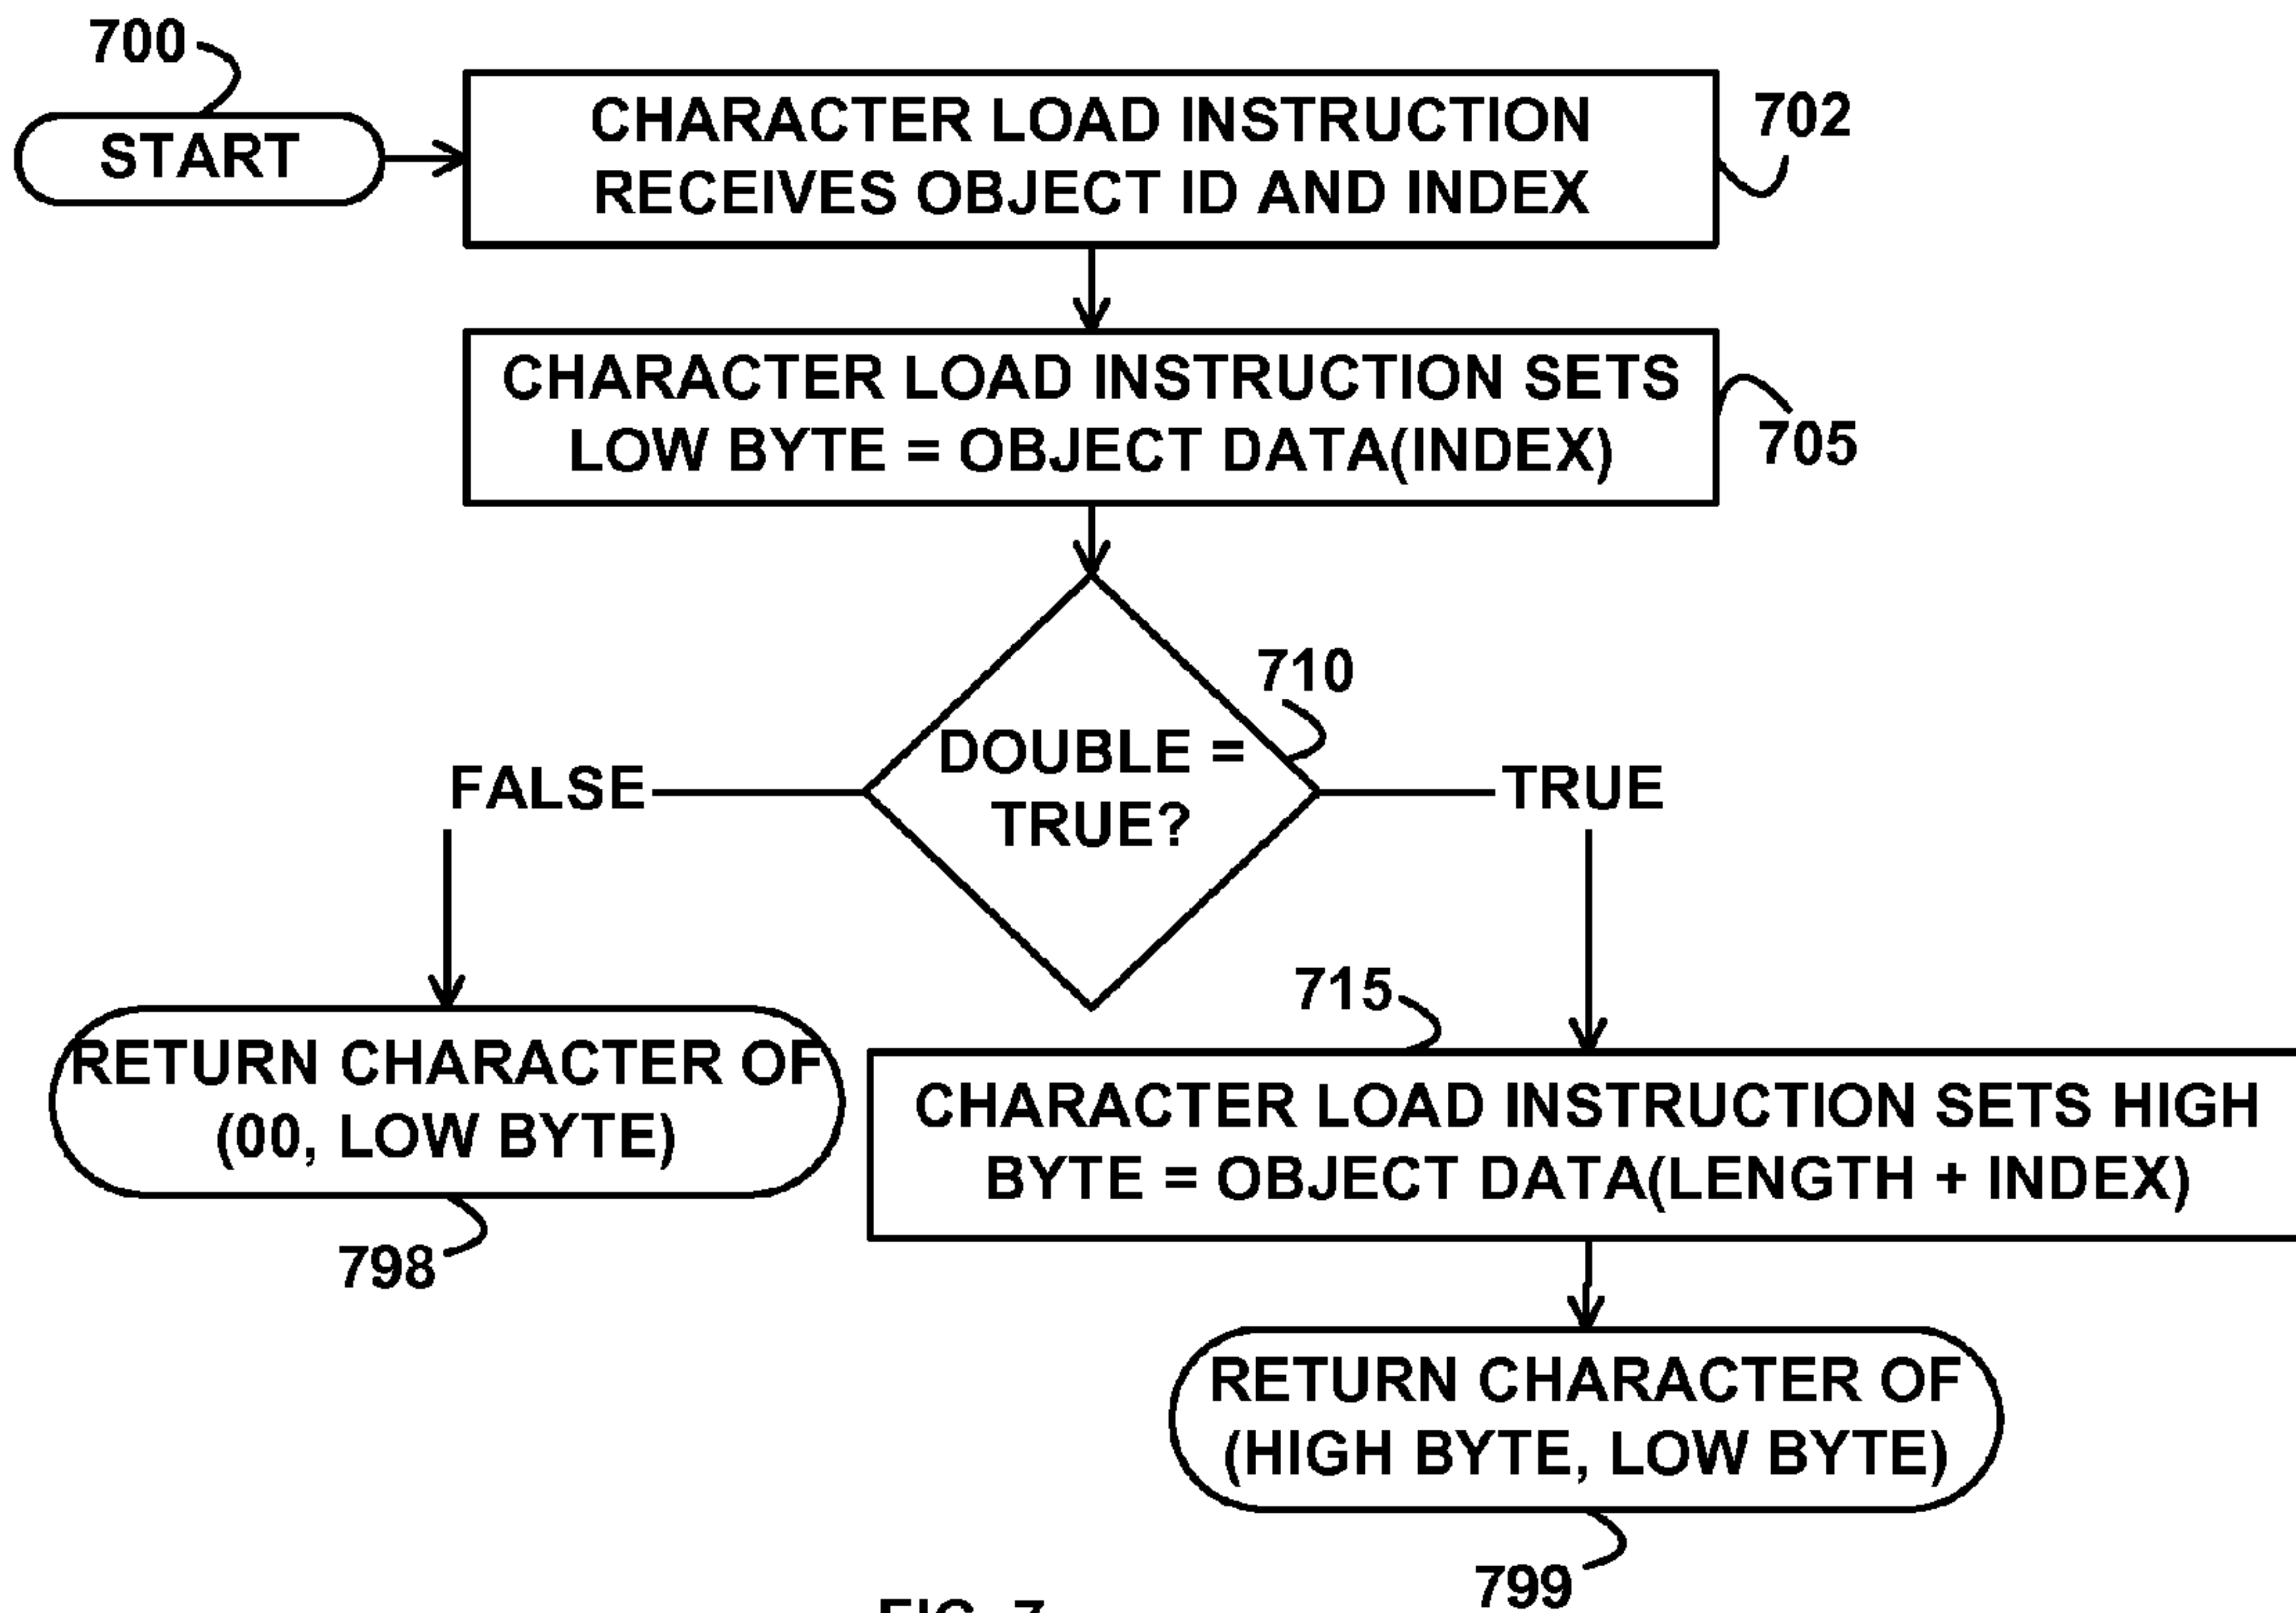 700
START
CHARACTER LOAD INSTRUCTION
RECEIVES OBJECT ID AND INDEX
702
CHARACTER LOAD INSTRUCTION SETS
LOW BYTE = OBJECT DATA(INDEX)
705
710
DOUBLE =
TRUE?
FALSE
TRUE
RETURN CHARACTER OF
(00, LOW BYTE)
798
715
CHARACTER LOAD INSTRUCTION SETS HIGH
BYTE = OBJECT DATA(LENGTH + INDEX)
RETURN CHARACTER OF
(HIGH BYTE, LOW BYTE)
799
FIG. 7